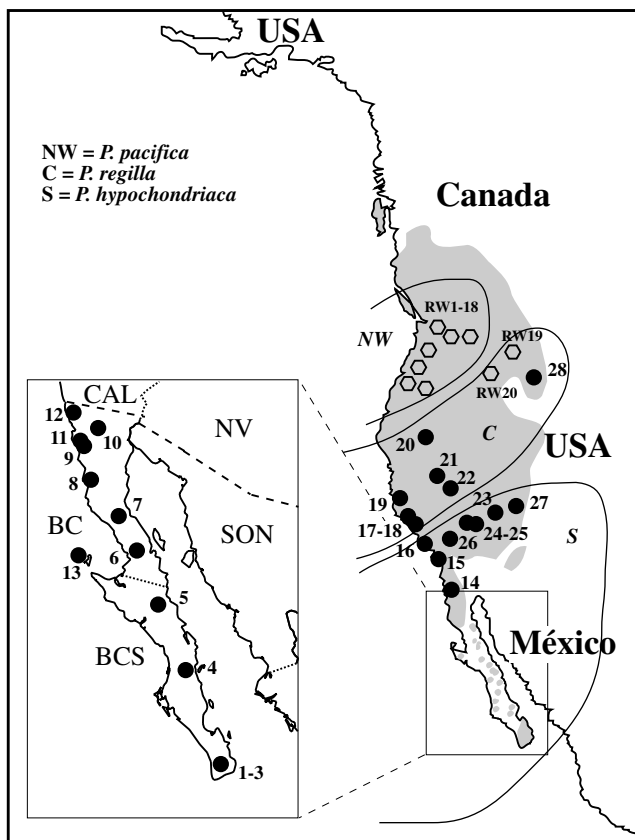 USA
NW = P. pacifica
C = P. regilla
S = P. hypochondriaca
Canada
RW1-18
NW
RW19
28
RW20
C
20
USA
21
22
19
23
27
17-18
24-25
S
16
26
15
14
México
CAL
12
NV
11
10
9
8
7
BC
SON
6
13
5
BCS
4
1-3